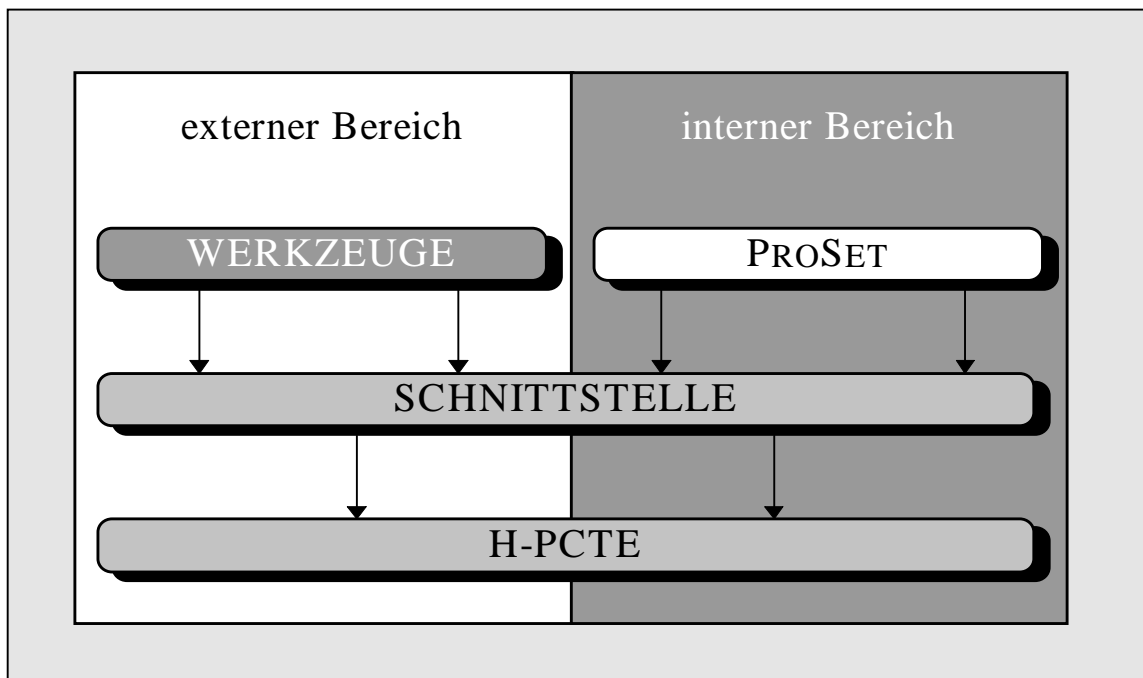 externer Bereich
interner Bereich
WERKZEUGE
PROSET
SCHNITTSTELLE
H-PCTE